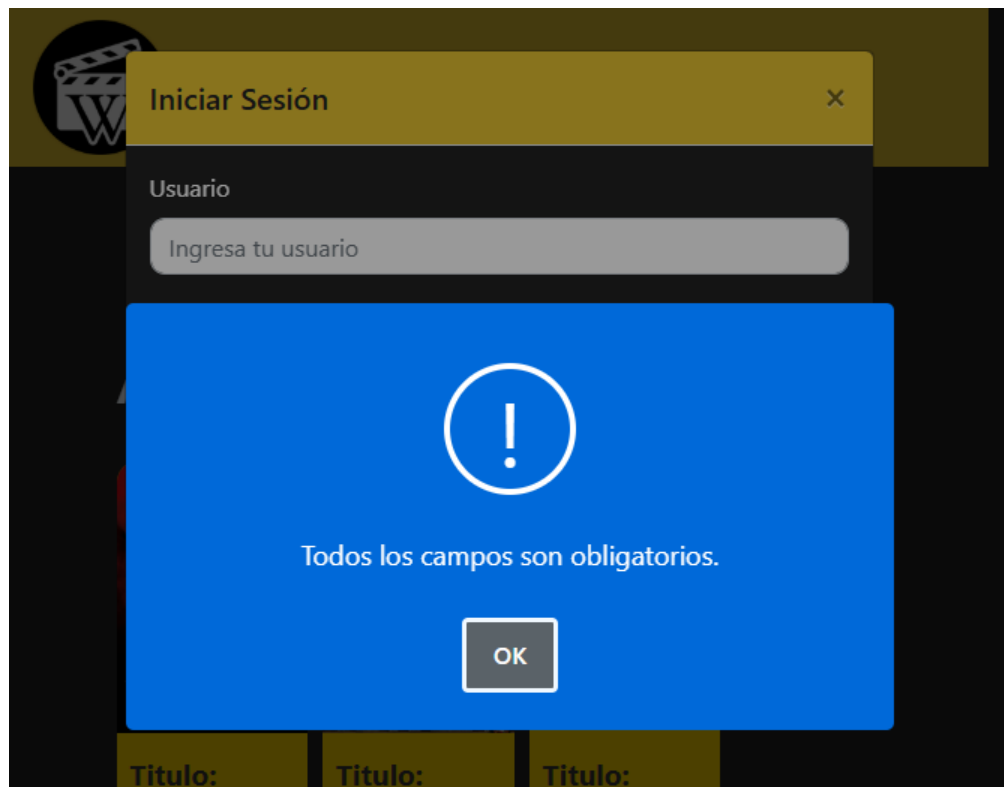 W
Iniciar Sesión ×
Usuario
Ingresa tu usuario
!
Todos los campos son obligatorios.
OK
Titulo: Titulo: Titulo: